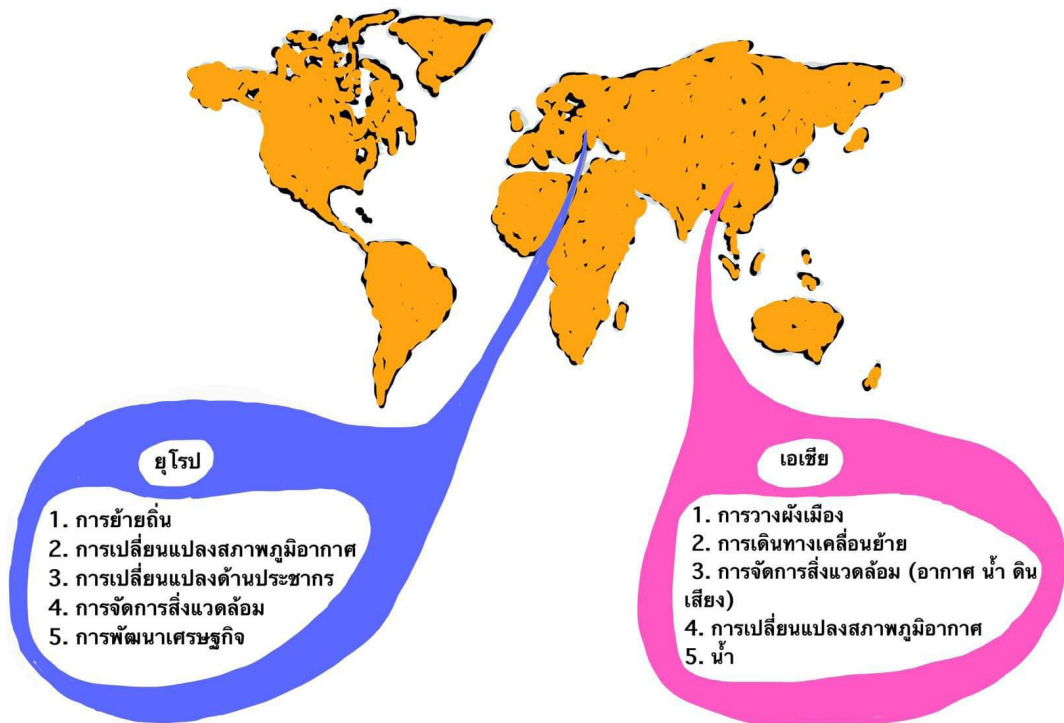 ยุโรป
1. การย้ายถิ่น
2. การเปลี่ยนแปลงสภาพภูมิอากาศ
3. การเปลี่ยนแปลงด้านประชากร
4. การจัดการสิ่งแวดล้อม
5. การพัฒนาเศรษฐกิจ
เอเชีย
1. การวางผังเมือง
2. การเดินทางเคลื่อนย้าย
3. การจัดการสิ่งแวดล้อม (อากาศ น้ำ ดิน
เสียง)
4. การเปลี่ยนแปลงสภาพภูมิอากาศ
5. น้ำ